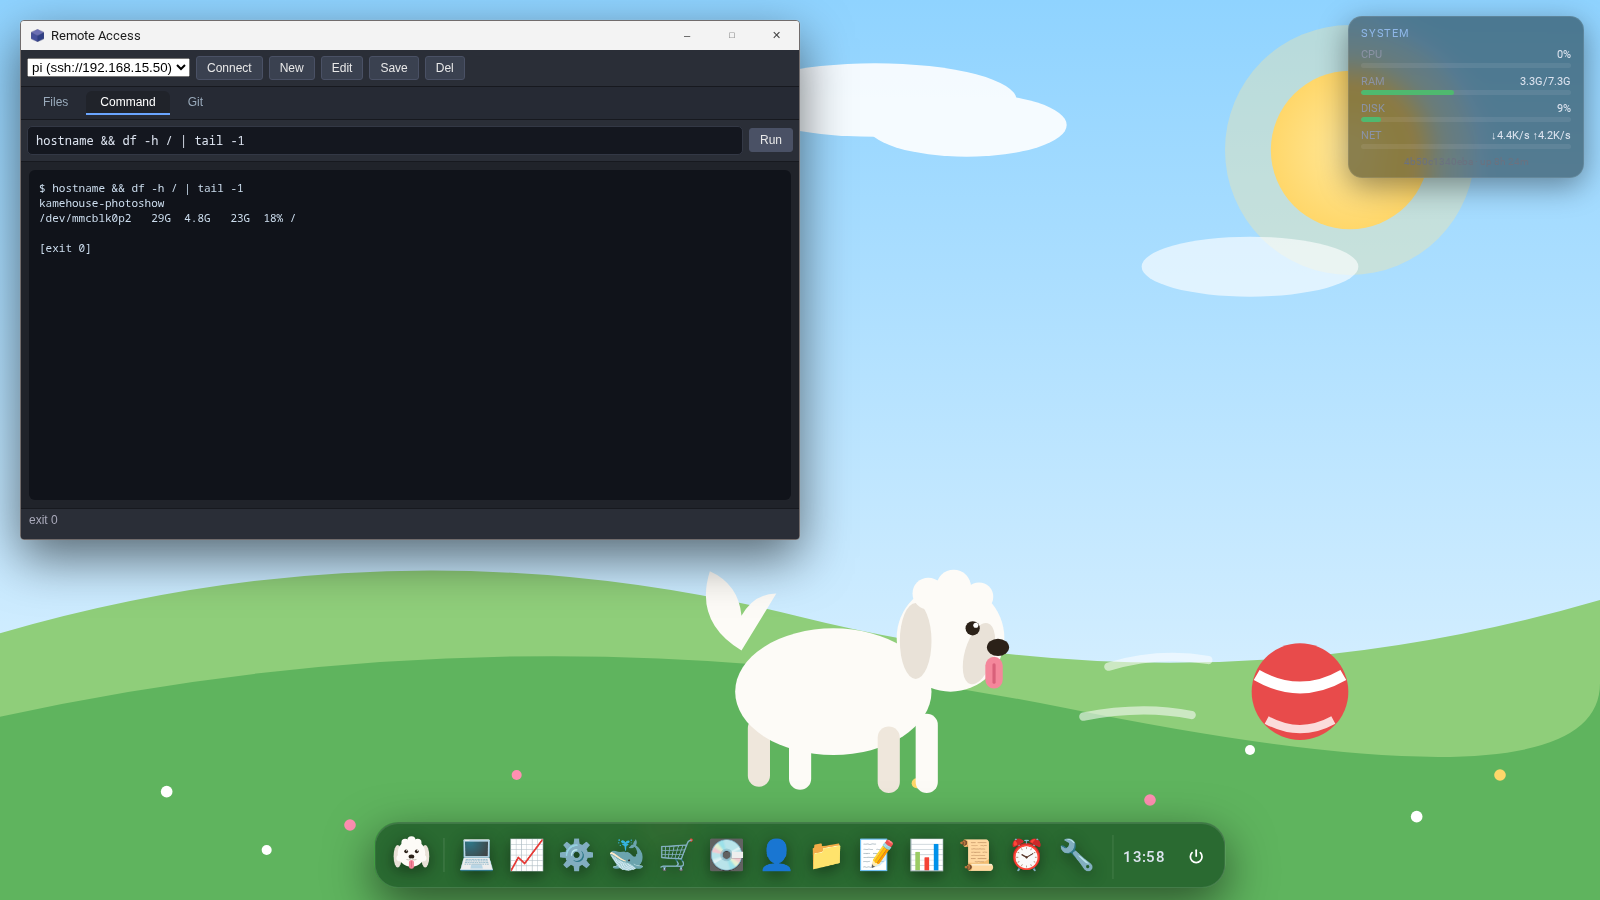 Remote Access
pi (ssh://192.168.15.50) Connect New Edit Save Del
Files Command Git
hostname && df -h / | tail -1 Run
$ hostname && df -h / | tail -1
kamehouse-photoshow
/dev/mmcblk0p2 29G 4.8G 23G 18% /
[exit 0]
exit 0
SYSTEM
CPU 0%
RAM 3.3G/7.3G
DISK 9%
NET ↓4.4K/s ↑4.2K/s
13:58